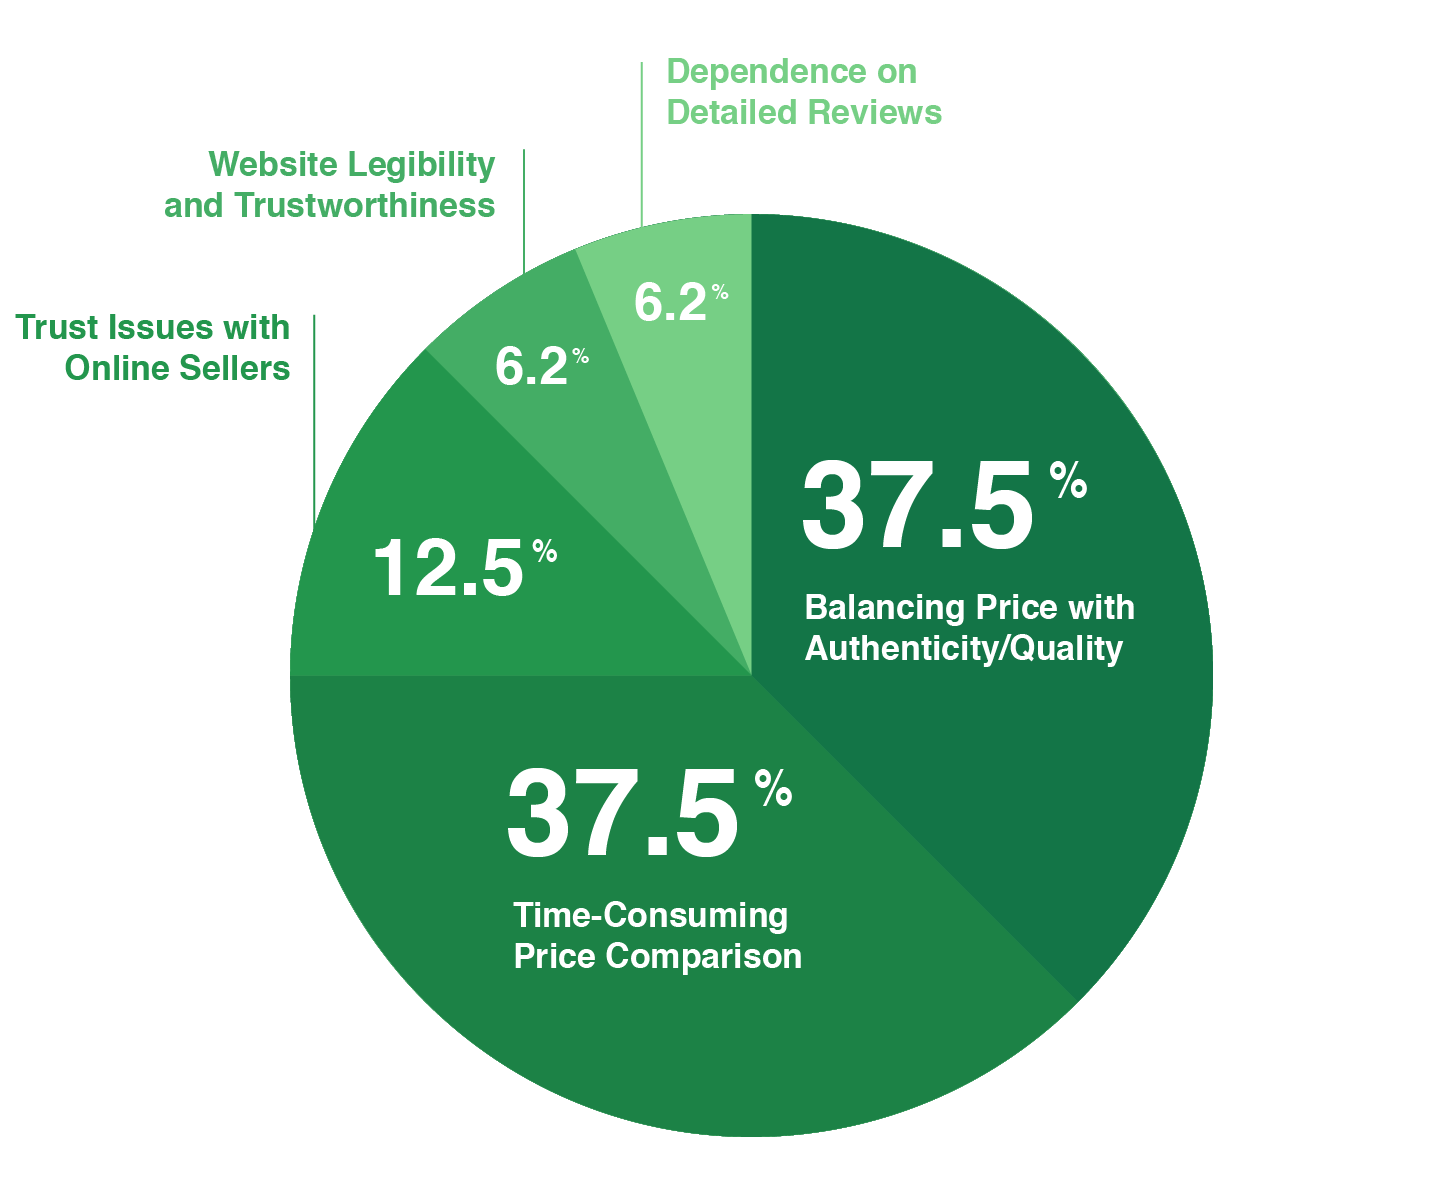 Dependence on
Detailed Reviews
Website Legibility
and Trustworthiness
Trust Issues with
Online Sellers
6.2%
6.2%
12.5%
37.5%
Balancing Price with
Authenticity/Quality
37.5%
Time-Consuming
Price Comparison